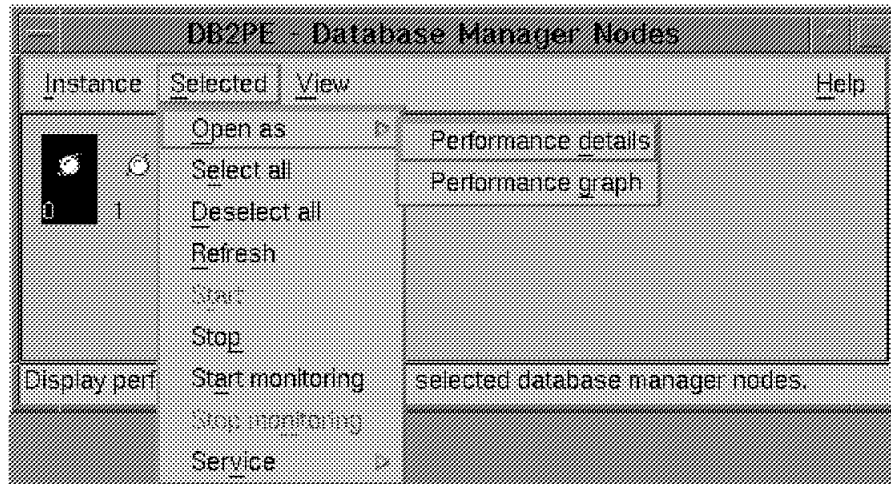 DB2PE - Database Manager Nodes
Instance Selected View Help
Open as
Performance details
Select all
Performance graph
0 1
Deselect all
Refresh
Start
Stop
Display perf
Start monitoring
selected database manager nodes.
Stop monitoring
Service